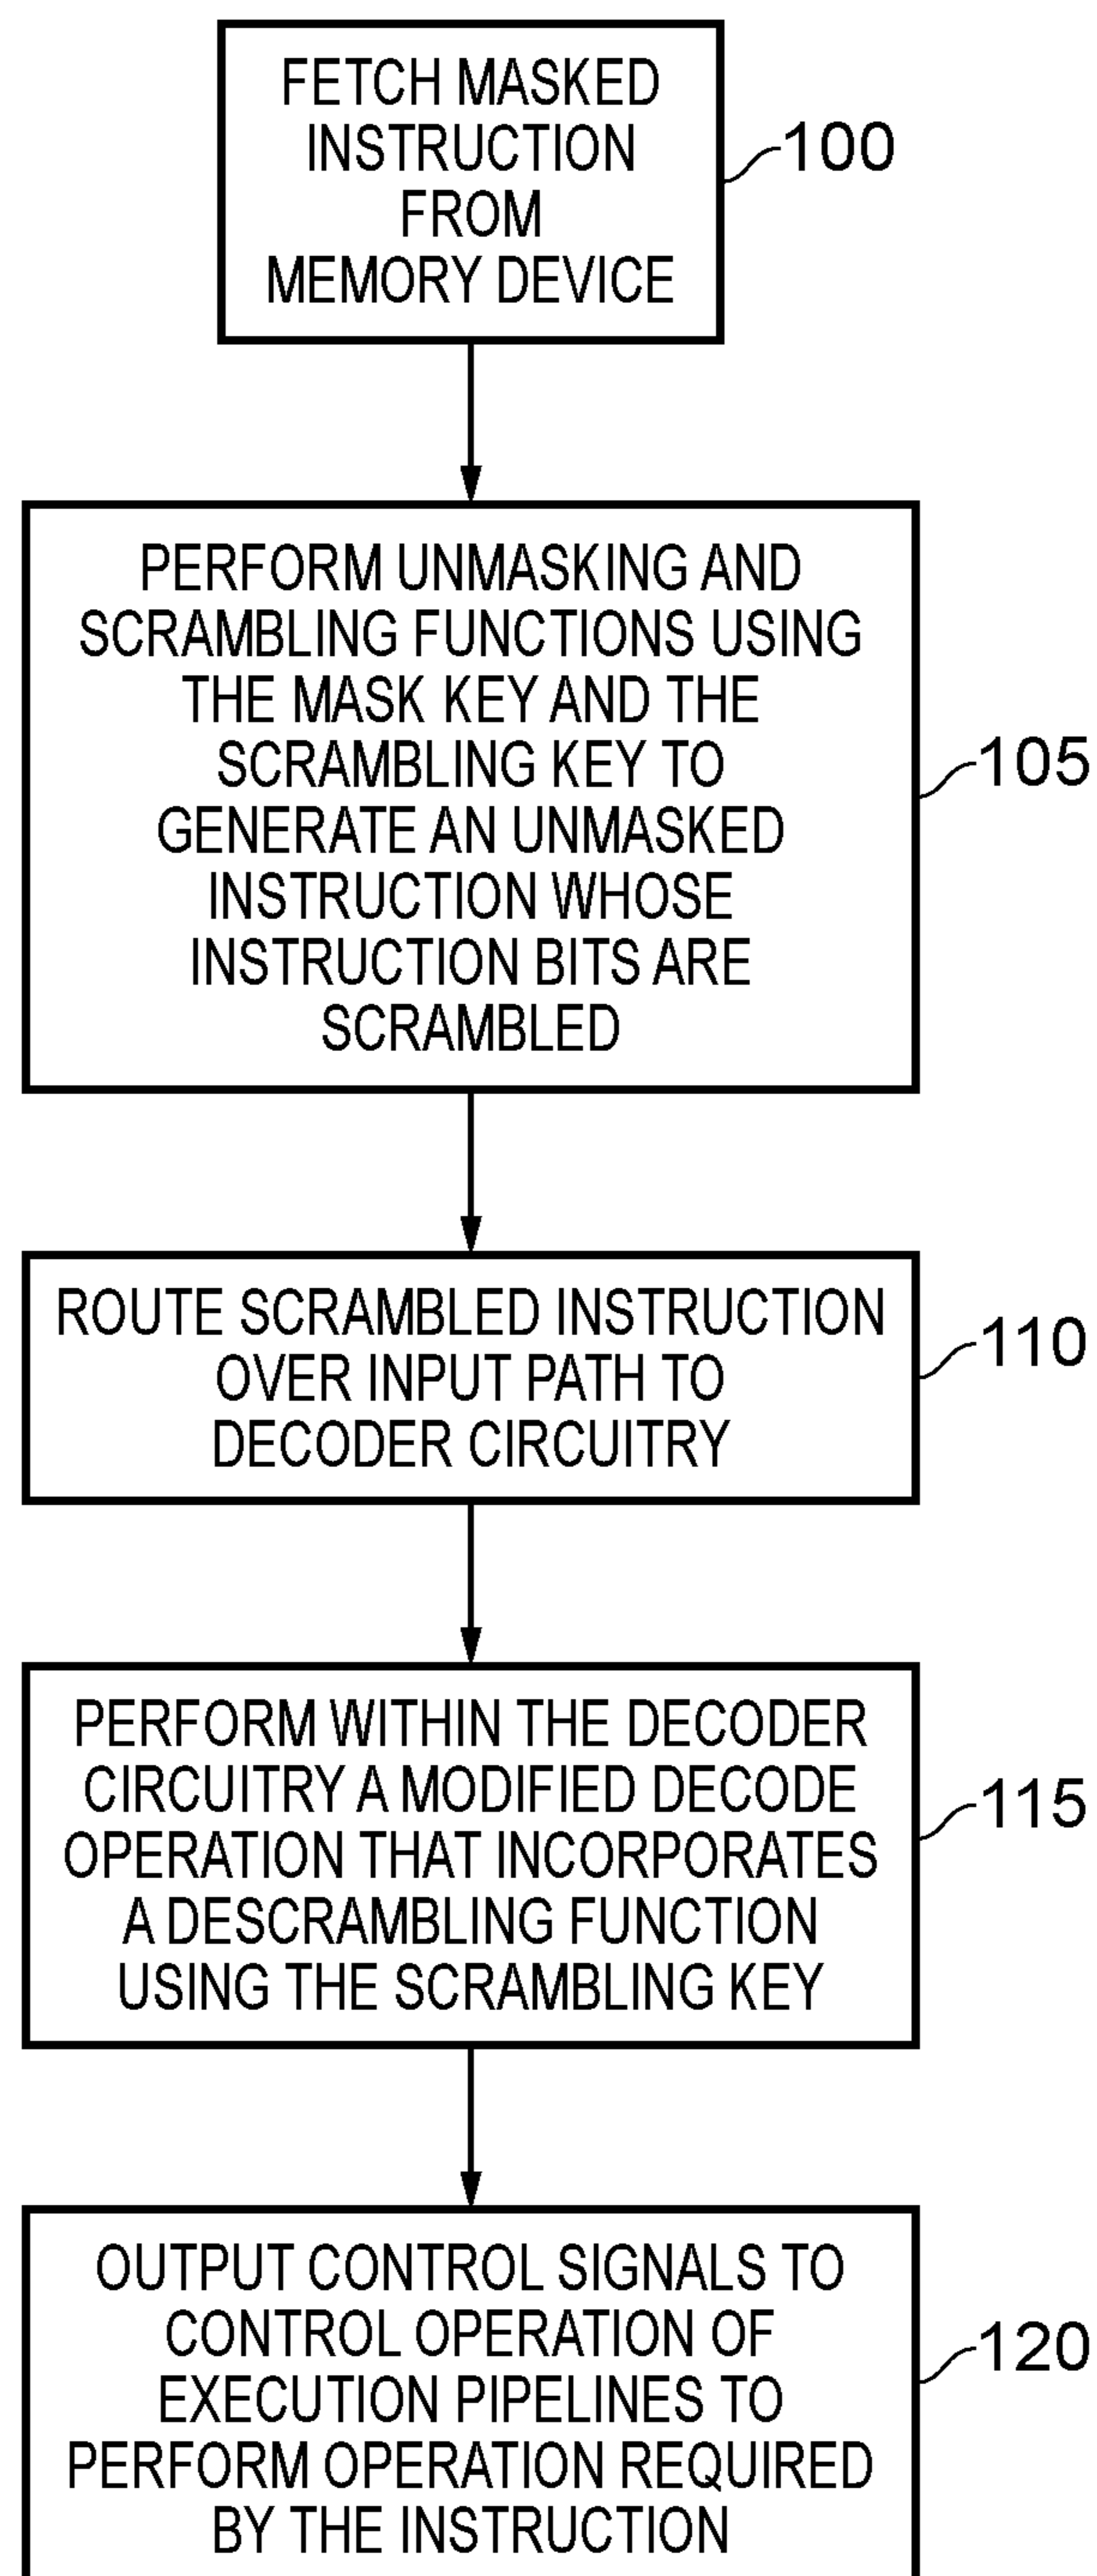 FETCH MASKED
INSTRUCTION
FROM
MEMORY DEVICE
100
PERFORM UNMASKING AND
SCRAMBLING FUNCTIONS USING
THE MASK KEY AND THE
SCRAMBLING KEY TO
GENERATE AN UNMASKED
INSTRUCTION WHOSE
INSTRUCTION BITS ARE
SCRAMBLED
105
ROUTE SCRAMBLED INSTRUCTION
OVER INPUT PATH TO
DECODER CIRCUITRY
110
PERFORM WITHIN THE DECODER
CIRCUITRY A MODIFIED DECODE
OPERATION THAT INCORPORATES
A DESCRAMBLING FUNCTION
USING THE SCRAMBLING KEY
115
OUTPUT CONTROL SIGNALS TO
CONTROL OPERATION OF
EXECUTION PIPELINES TO
PERFORM OPERATION REQUIRED
BY THE INSTRUCTION
120